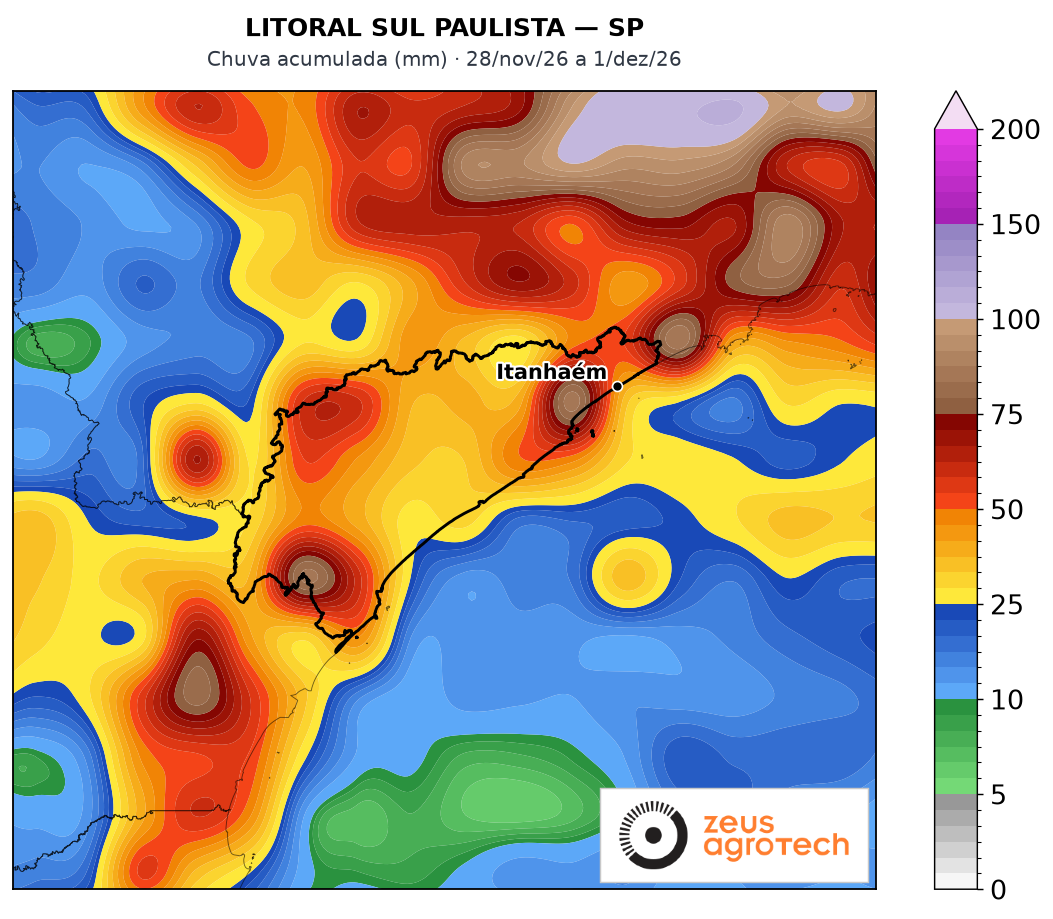 LITORAL SUL PAULISTA — SP
Chuva acumulada (mm) · 28/nov/26 a 1/dez/26
Itanhaém
200
150
100
75
50
25
10
5
0
zeus
agrotech